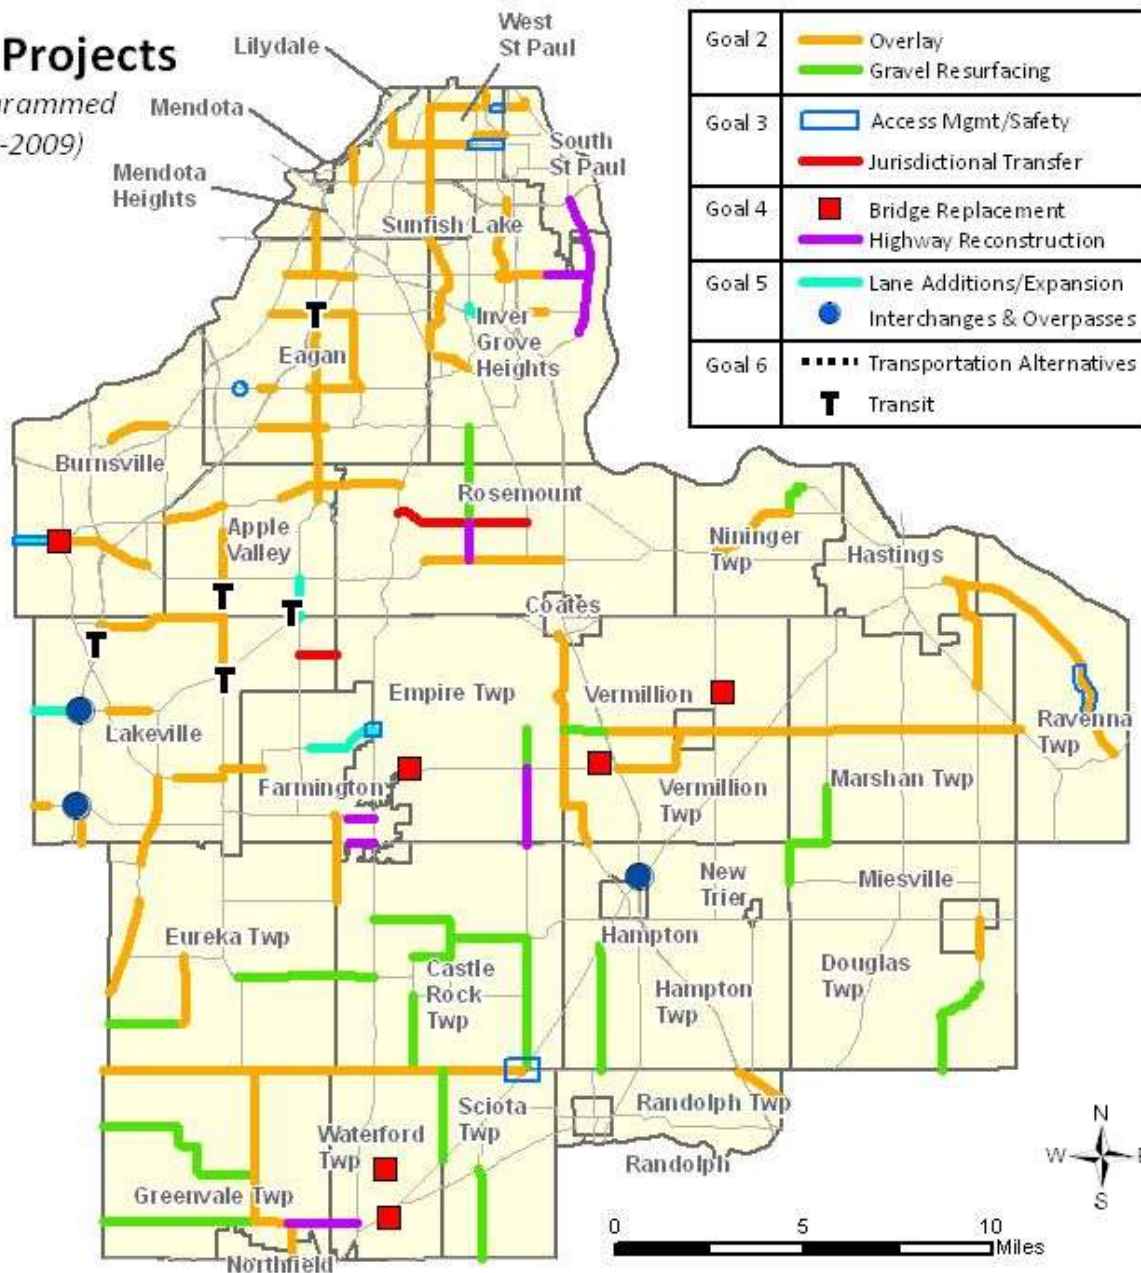 Projects
rammed
-2009)
Lilydale
West
St Paul
Mendota
Mendota
Heights
South
St Paul
Sunfish Lake
T
Inver
Grove
Heights
Eagan
Burnsville
Rosemount
Apple
Valley
Nininger
Twp
Hastings
T
T
Coates
T
T
Empire Twp
Vermillion
Lakeville
Ravenna
Twp
Farmington
Vermillion
Twp
Marshan Twp
New
Trier
Miesville
Eureka Twp
Hampton
Castle
Rock
Twp
Hampton
Twp
Douglas
Twp
Sciota
Twp
Randolph Twp
Waterford
Twp
Randolph
Greenvale Twp
Northfield
Goal 2
Overlay
Gravel Resurfacing
Goal 3
Access Mgmt/Safety
Jurisdictional Transfer
Goal 4
Bridge Replacement
Highway Reconstruction
Goal 5
Lane Additions/Expansion
Interchanges & Overpasses
Goal 6
Transportation Alternatives
T Transit
N
W
S
0 5 10
Miles